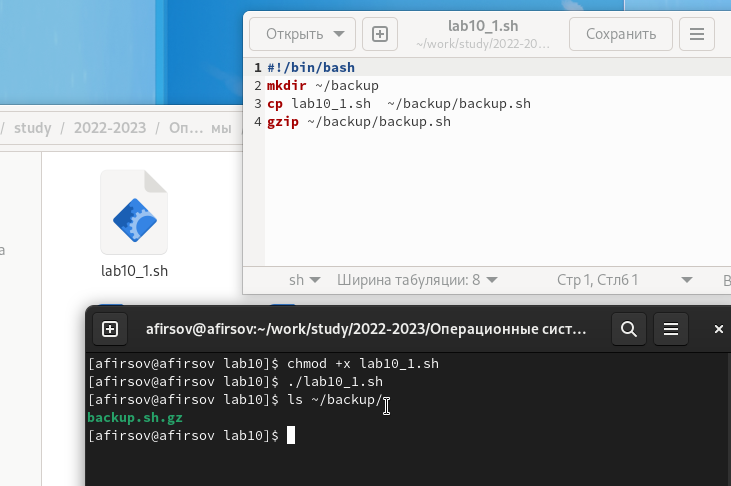 Открыть
lab10_1.sh
~/work/study/2022-20...
Сохранить
1 #!/bin/bash
2 mkdir ~/backup
3 cp lab10_1.sh  ~/backup/backup.sh
4 gzip ~/backup/backup.sh
/ study / 2022-2023 / Оп... мы /
а
lab10_1.sh
sh
Ширина табуляции: 8
Стр 1, Стлб 1
В
afirsov@afirsov:~/work/study/2022-2023/Операционные сист...
[afirsov@afirsov lab10]$ chmod +x lab10_1.sh
[afirsov@afirsov lab10]$ ./lab10_1.sh
[afirsov@afirsov lab10]$ ls ~/backup/
backup.sh.gz
[afirsov@afirsov lab10]$